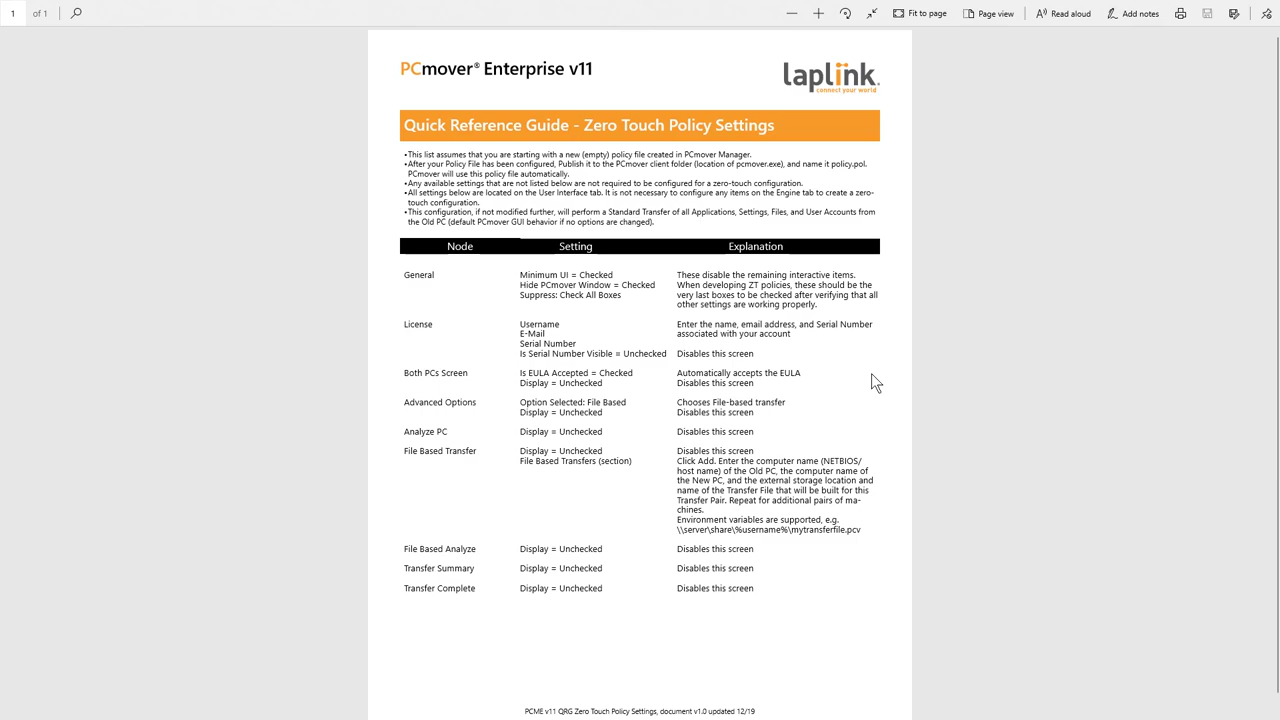 1 of 1
Fit to page
Page view
Read aloud
Add notes
PCmover® Enterprise v11
laplink.
connect your world
Quick Reference Guide - Zero Touch Policy Settings
•This list assumes that you are starting with a new (empty) policy file created in PCmover Manager.
•After your Policy File has been configured, Publish it to the PCmover client folder (location of pcmover.exe), and name it policy.pol.
PCmover will use this policy file automatically.
•Any available settings that are not listed below are not required to be configured for a zero-touch configuration.
•All settings below are located on the User Interface tab. It is not necessary to configure any items on the Engine tab to create a zero-
touch configuration.
•This configuration, if not modified further, will perform a Standard Transfer of all Applications, Settings, Files, and User Accounts from
the Old PC (default PCmover GUI behavior if no options are changed).
Node Setting Explanation
General Minimum UI = Checked These disable the remaining interactive items.
Hide PCmover Window = Checked When developing ZT policies, these should be the
Suppress: Check All Boxes very last boxes to be checked after verifying that all
other settings are working properly.
License Username Enter the name, email address, and Serial Number
E-Mail associated with your account
Serial Number
Is Serial Number Visible = Unchecked Disables this screen
Both PCs Screen Is EULA Accepted = Checked Automatically accepts the EULA
Display = Unchecked Disables this screen
Advanced Options Option Selected: File Based Chooses File-based transfer
Display = Unchecked Disables this screen
Analyze PC Display = Unchecked Disables this screen
File Based Transfer Display = Unchecked Disables this screen
File Based Transfers (section) Click Add. Enter the computer name (NETBIOS/
host name) of the Old PC, the computer name of
the New PC, and the external storage location and
name of the Transfer File that will be built for this
Transfer Pair. Repeat for additional pairs of ma-
chines.
Environment variables are supported, e.g.
\\server\share\%username%\mytransferfile.pcv
File Based Analyze Display = Unchecked Disables this screen
Transfer Summary Display = Unchecked Disables this screen
Transfer Complete Display = Unchecked Disables this screen
PCME v11 QRG Zero Touch Policy Settings, document v1.0 updated 12/19